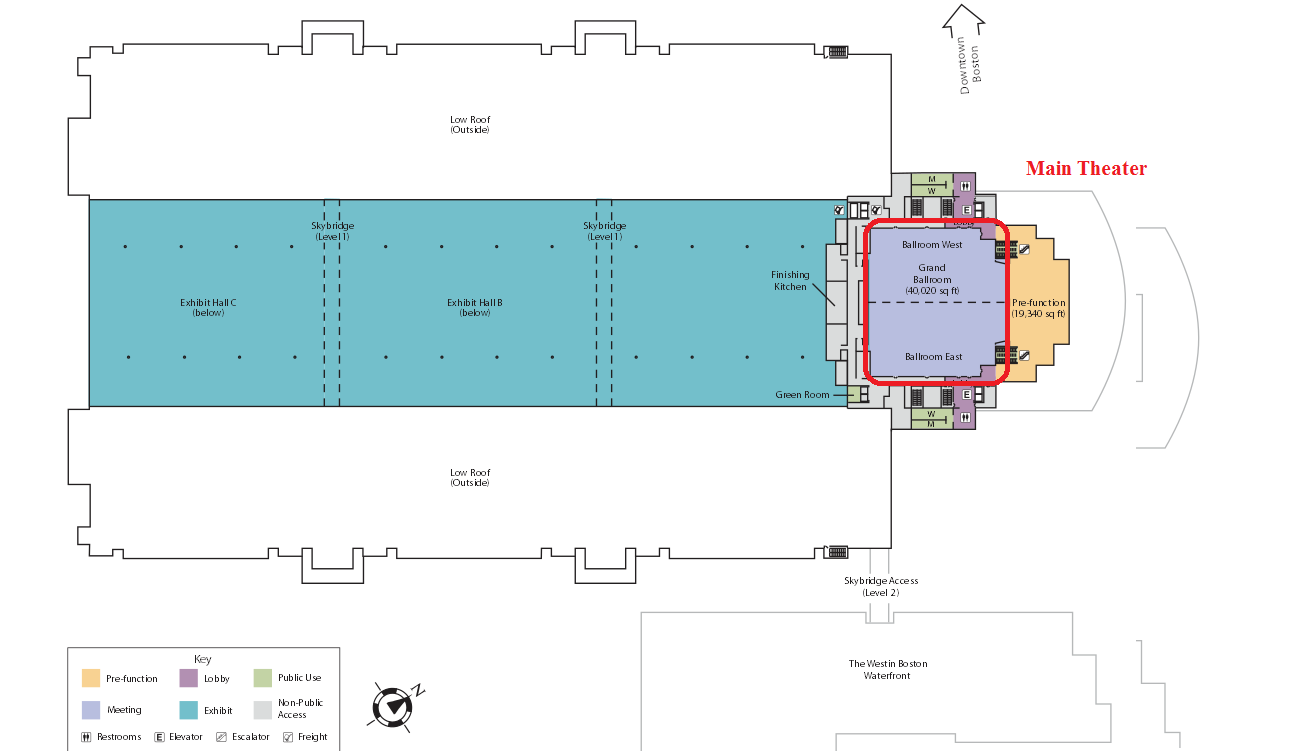 Downtown
Boston
Low Roof
(Outside)
Main Theater
M
W
E
Skybridge
(Level 1)
Skybridge
(Level 1)
Ballroom West
Grand
Ballroom
(40,020 sq ft)
Finishing
Kitchen
Exhibit Hall C
(below)
Exhibit Hall B
(below)
Pre-function
(19,340 sq ft)
Ballroom East
Green Room
E
W
M
Low Roof
(Outside)
Skybridge Access
(Level 2)
The Westin Boston
Waterfront
Key
Pre-function
Lobby
Public Use
Meeting
Exhibit
Non-Public
Access
Restrooms
E Elevator
Escalator
Freight
N